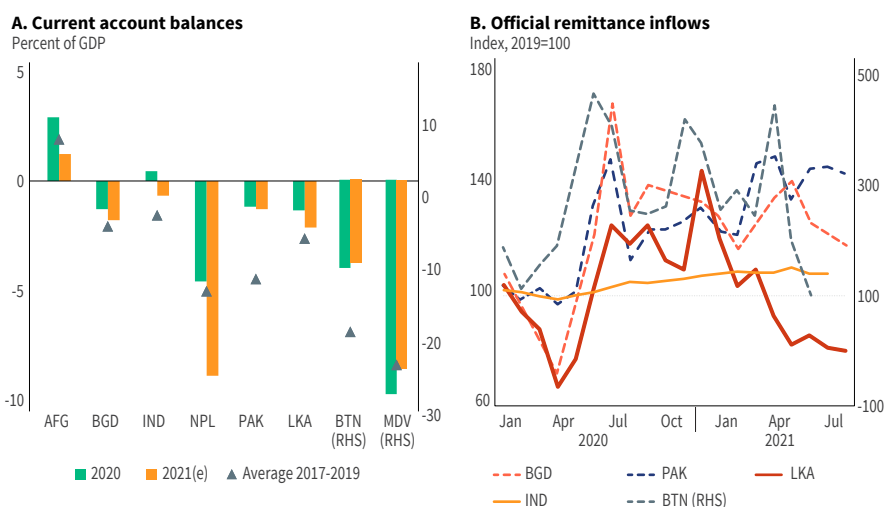 A. Current account balances
Percent of GDP
5
0
-5
-10
10
0
-10
-20
-30
AFG BGD IND NPL PAK LKA BTN MDV
(RHS) (RHS)
2020 2021(e) Average 2017-2019
B. Official remittance inflows
Index, 2019=100
180
140
100
60
500
300
100
-100
Jan Apr Jul Oct Jan Apr Jul
2020 2021
BGD PAK LKA
IND BTN (RHS)